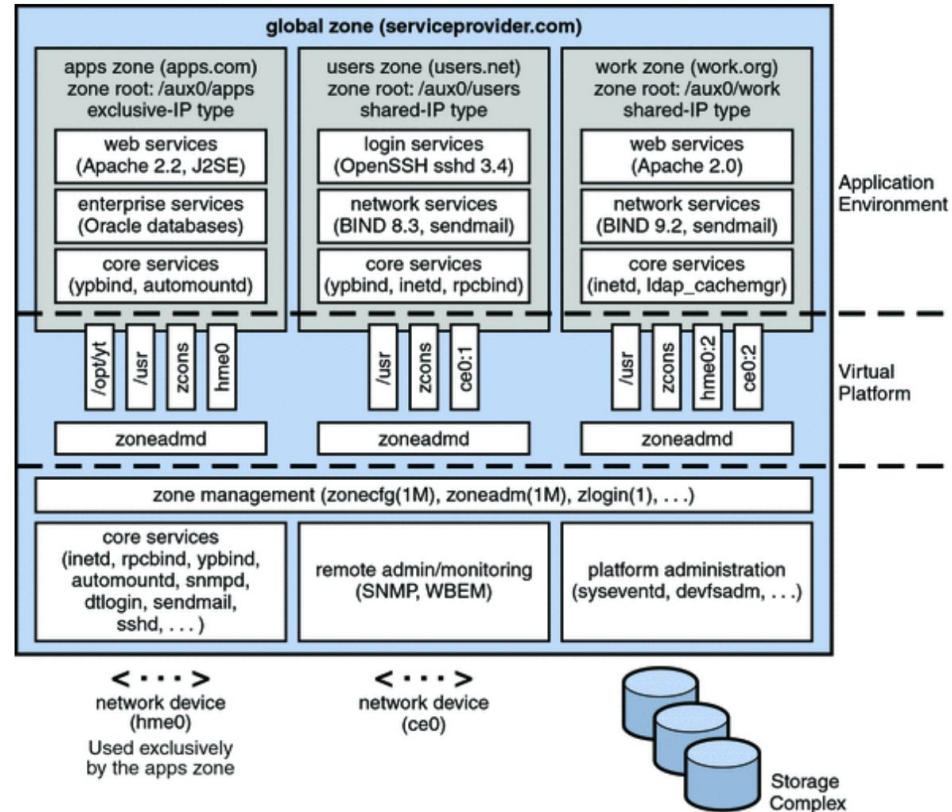 global zone (serviceprovider.com)
apps zone (apps.com)
zone root: /aux0/apps
exclusive-IP type
web services
(Apache 2.2, J2SE)
enterprise services
(Oracle databases)
core services
(ypbind, automountd)
users zone (users.net)
zone root: /aux0/users
shared-IP type
login services
(OpenSSH sshd 3.4)
network services
(BIND 8.3, sendmail)
core services
(ypbind, inetd, rpcbind)
work zone (work.org)
zone root: /aux0/work
shared-IP type
web services
(Apache 2.0)
network services
(BIND 9.2, sendmail)
core services
(inetd, ldap_cachemgr)
Application
Environment
/opt/yt
/usr
zcons
hme0
zoneadmd
/usr
zcons
ce0:1
zoneadmd
/usr
zcons
hme0:2
ce0:2
zoneadmd
Virtual
Platform
zone management (zonecfg(1M), zoneadm(1M), zlogin(1), . . .)
core services
(inetd, rpcbind, ypbind,
automountd, snmpd,
dtlogin, sendmail,
sshd, . . . )
remote admin/monitoring
(SNMP, WBEM)
platform administration
(syseventd, devfsadm, . . .)
network device
(hme0)
Used exclusively
by the apps zone
network device
(ce0)
Storage
Complex